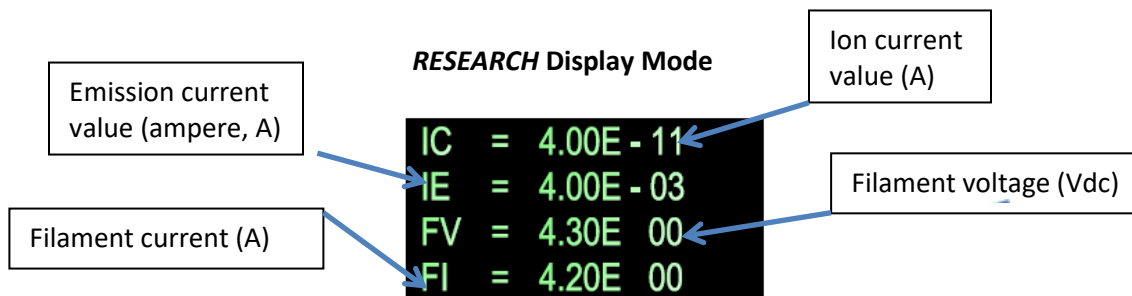 RESEARCH Display Mode
Ion current
value (A)
Emission current
value (ampere, A)
Filament voltage (Vdc)
Filament current (A)
IC = 4.00E - 11
IE = 4.00E - 03
FV = 4.30E 00
FI = 4.20E 00